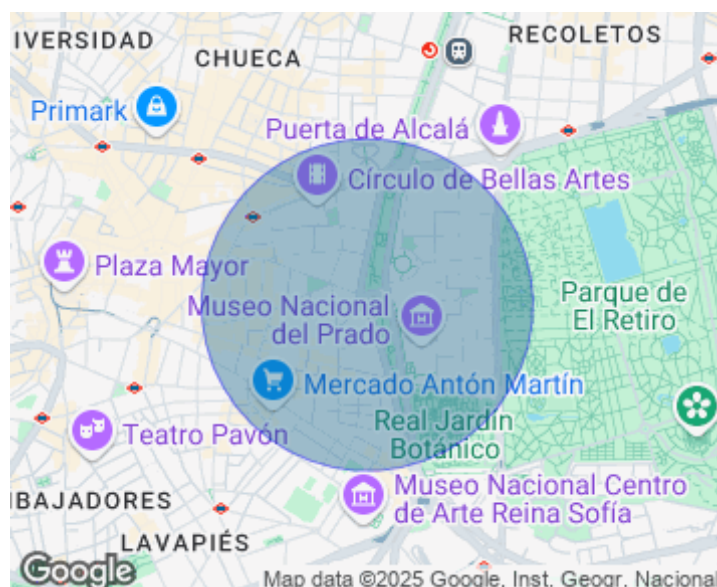 IVERSIDAD
CHUECA
RECOLETOS
Primark
Puerta de Alcalá
Círculo de Bellas Artes
Plaza Mayor
Museo Nacional
del Prado
Parque de
El Retiro
Mercado Antón Martín
Teatro Pavón
Real Jardín
Botánico
Museo Nacional Centro
de Arte Reina Sofía
IBAJADORES
LAVAPIÉS
Google
Map data ©2025 Google, Inst. Geogr. Nacional